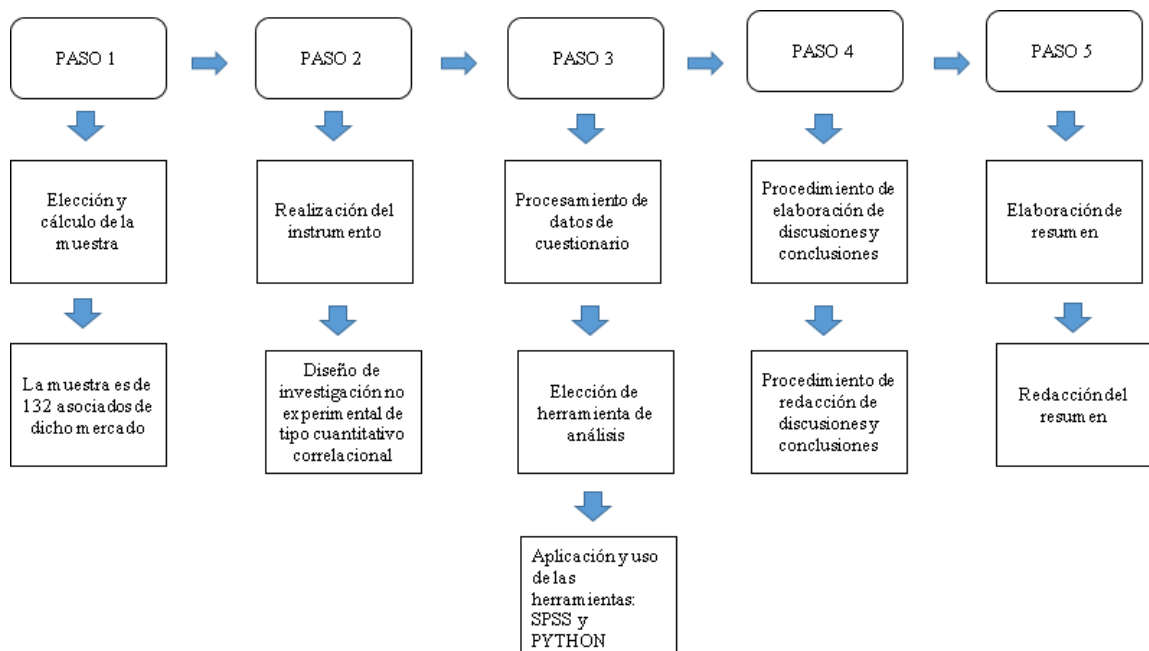 PASO 1
PASO 2
PASO 3
PASO 4
PASO 5
Elección y
cálculo de la
muestra
Realización del
instrumento
Procesamiento de
datos de
cuestionario
Procedimiento de
elaboración de
discusiones y
conclusiones
Elaboración de
resumen
La muestra es de
132 asociados de
dicho mercado
Diseño de
investigación no
experimental de
tipo cuantitativo
correlacional
Elección de
herramienta de
análisis
Procedimiento de
redacción de
discusiones y
conclusiones
Redacción del
resumen
Aplicación y uso
de las
herramientas:
SPSS y
PYTHON